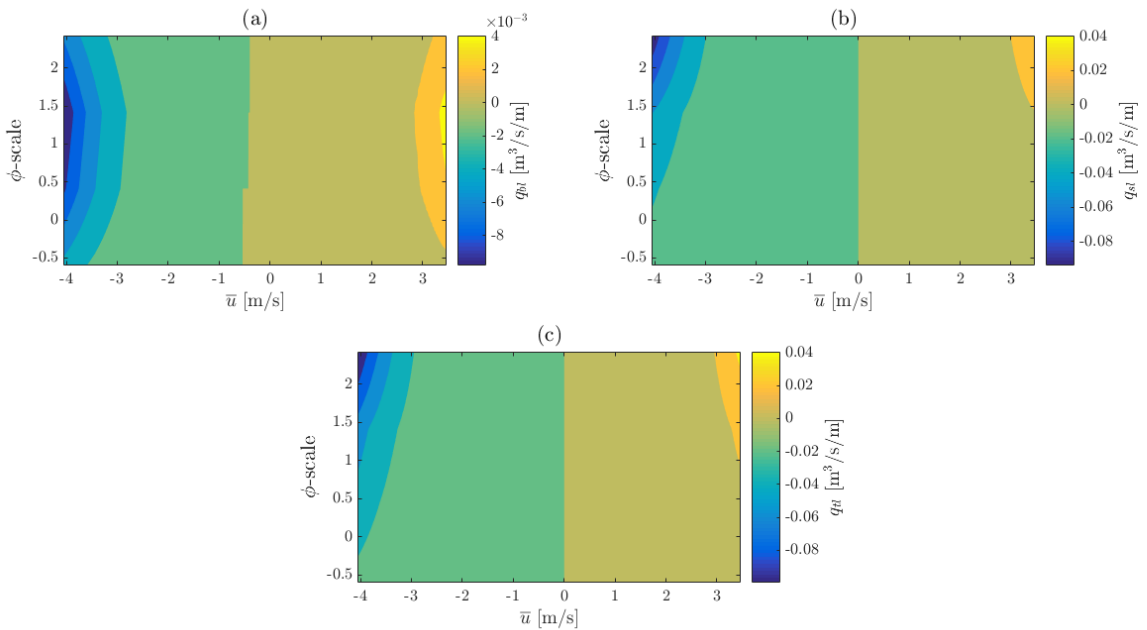 (a)
×10⁻³
2
1.5
1
0.5
0
-0.5
ϕ-scale
-4 -3 -2 -1 0 1 2 3
u̅ [m/s]
4
2
0
-2
-4
-6
-8
q_bl [m³/s/m]
(b)
2
1.5
1
0.5
0
-0.5
ϕ-scale
-4 -3 -2 -1 0 1 2 3
u̅ [m/s]
0.04
0.02
0
-0.02
-0.04
-0.06
-0.08
q_sl [m³/s/m]
(c)
2
1.5
1
0.5
0
-0.5
ϕ-scale
-4 -3 -2 -1 0 1 2 3
u̅ [m/s]
0.04
0.02
0
-0.02
-0.04
-0.06
-0.08
q_tl [m³/s/m]